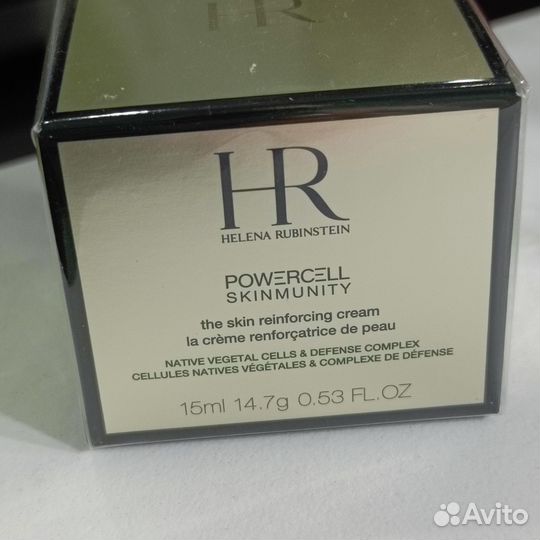 HR
HR
HELENA RUBINSTEIN
POWERCELL
SKINMUNITY
the skin reinforcing cream
la crème renforçatrice de peau
NATIVE VEGETAL CELLS & DEFENSE COMPLEX
CELLULES NATIVES VÉGÉTALES & COMPLEXE DE DÉFENSE
15ml 14.7g 0.53 FL.OZ
Avito